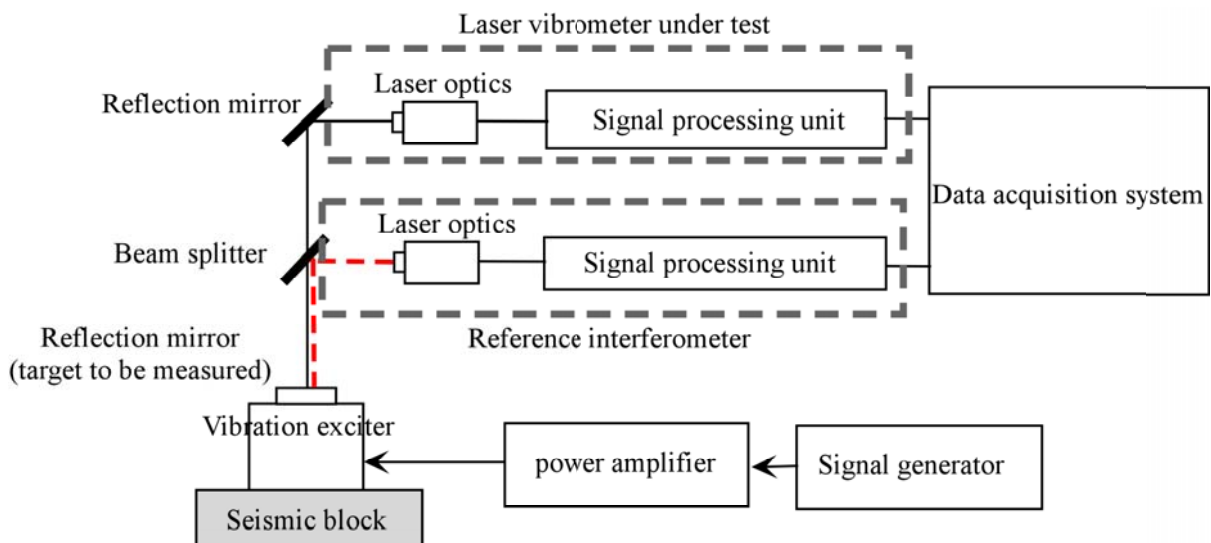 Laser vibrometer under test
Reflection mirror
Laser optics
Signal processing unit
Data acquisition system
Beam splitter
Laser optics
Signal processing unit
Reference interferometer
Reflection mirror
(target to be measured)
Vibration exciter
power amplifier
Signal generator
Seismic block